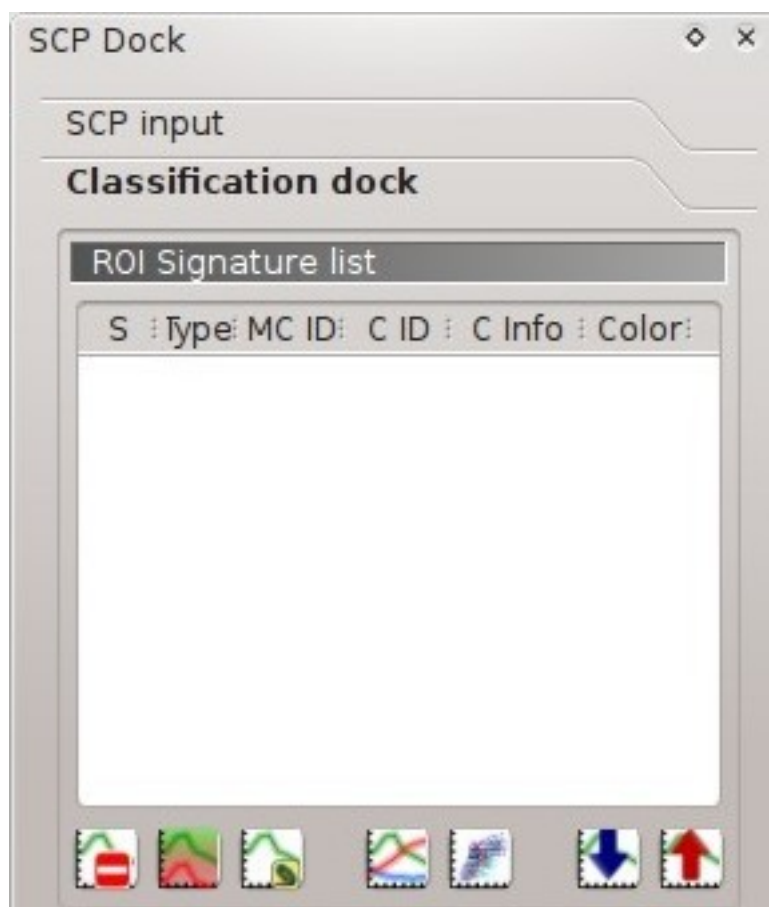 SCP Dock
SCP input
Classification dock
ROI Signature list
S Type MC ID C ID C Info Color